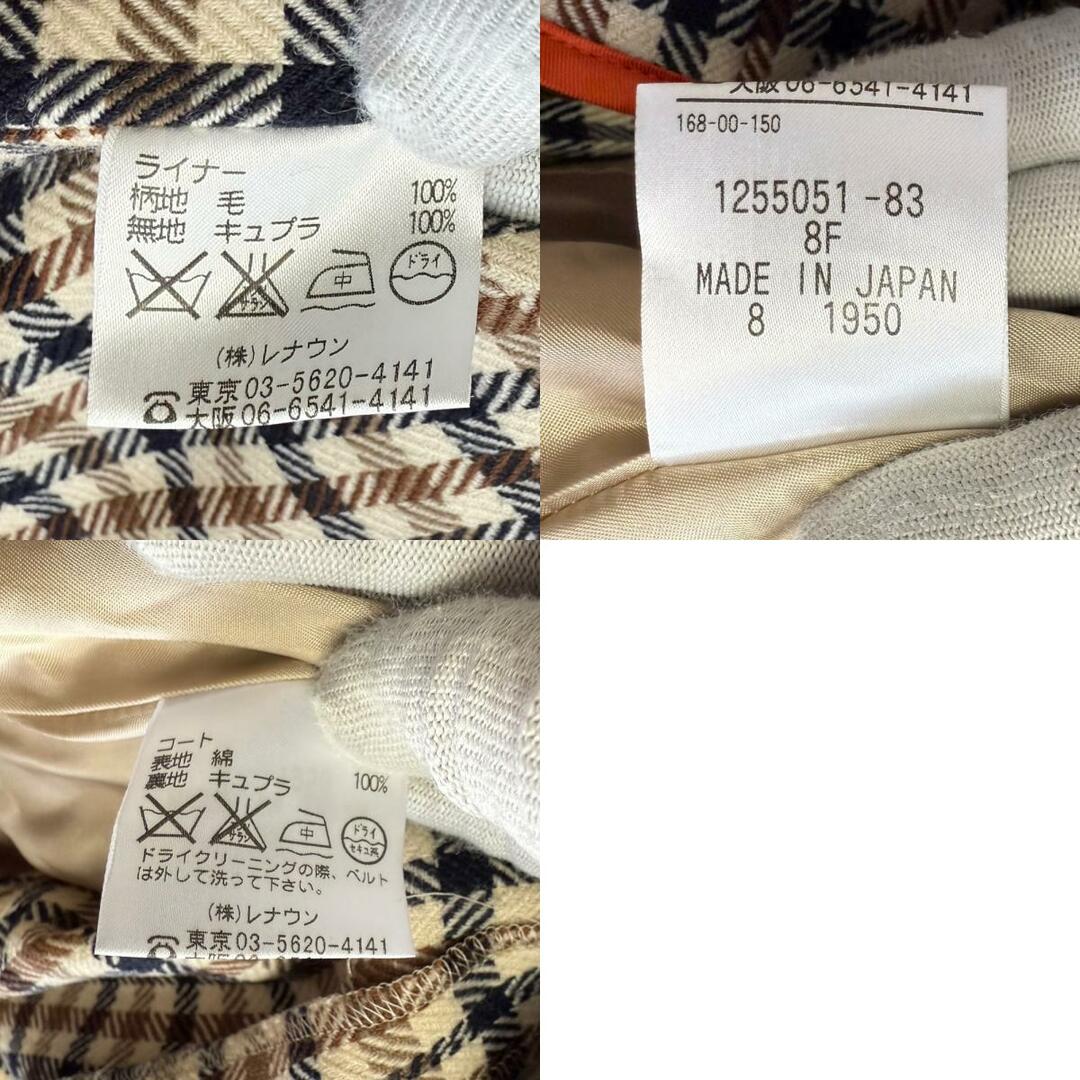 ライナー
柄地 毛 100%
無地 キュプラ 100%
中 ドライ
(株)レナウン
東京03-5620-4141
大阪06-6541-4141
大阪06-6541-4141
168-00-150
1255051-83
8F
MADE IN JAPAN
8 1950
コート
表地 綿
裏地 キュプラ 100%
中 ドライ
セキユ系
ドライクリーニングの際、ベルト
は外して洗って下さい。
(株)レナウン
東京03-5620-4141